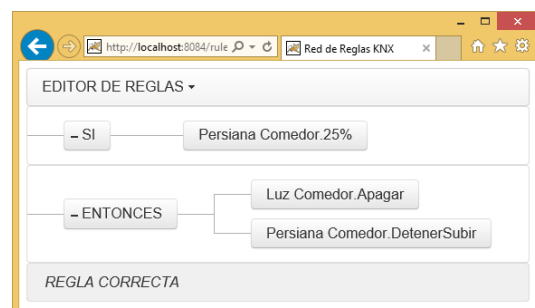 http://localhost:8084/rule
Red de Reglas KNX
EDITOR DE REGLAS
– SI
Persiana Comedor.25%
– ENTONCES
Luz Comedor.Apagar
Persiana Comedor.DetenerSubir
REGLA CORRECTA